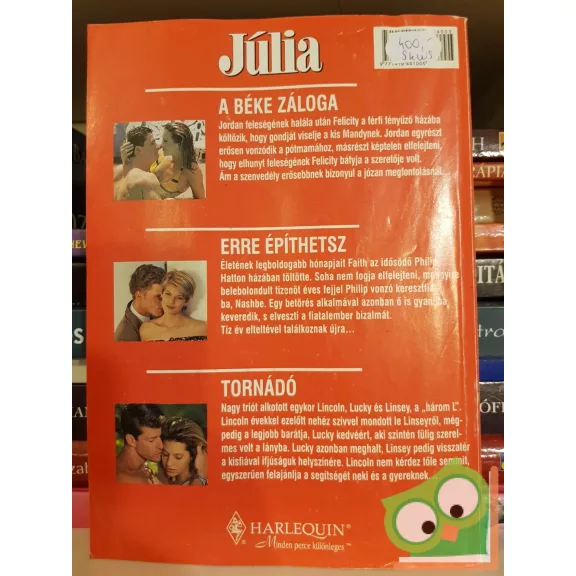 Júlia
400,-
A BÉKE ZÁLOGA
Jordan feleségének halála után Felicity a férfi fényűző házába
költözik, hogy gondját viselje a kis Mandynek. Jordan egyrészt
erősen vonzódik a pótmamához, másrészt képtelen elfelejteni,
hogy elhunyt feleségének Felicity bátyja a szeretője volt.
Ám a szenvedély erősebbnek bizonyul a józan megfontolásnál...
ERRE ÉPÍTHETSZ
Életének legboldogabb hónapjait Faith az idősödő Philip
Hatton házában töltötte. Soha nem fogja elfelejteni,
belebolondult tizenöt éves fejjel Philip vonzó
ba, Nashbe. Egy betörés alkalmával azonban ő is
keveredik, s elveszti a fiatalember bizalmát.
Tíz év elteltével találkoznak újra...
TORNÁDÓ
Nagy triót alkotott egykor Lincoln, Lucky és Linsey, a „három L”.
Lincoln évekkel ezelőtt nehéz szívvel mondott le Linseyről, még-
pedig a legjobb barátja, Lucky kedvéért, aki szintén fülig szerel-
mes volt a lányba. Lucky azonban meghalt, Linsey pedig visszatér
a kisfiával ifjúságuk helyszínére. Lincoln nem kérdez tőle semmit,
egyszerűen felajánlja a segítségét neki és a gyereknek...
HARLEQUIN®
Minden perce különleges™